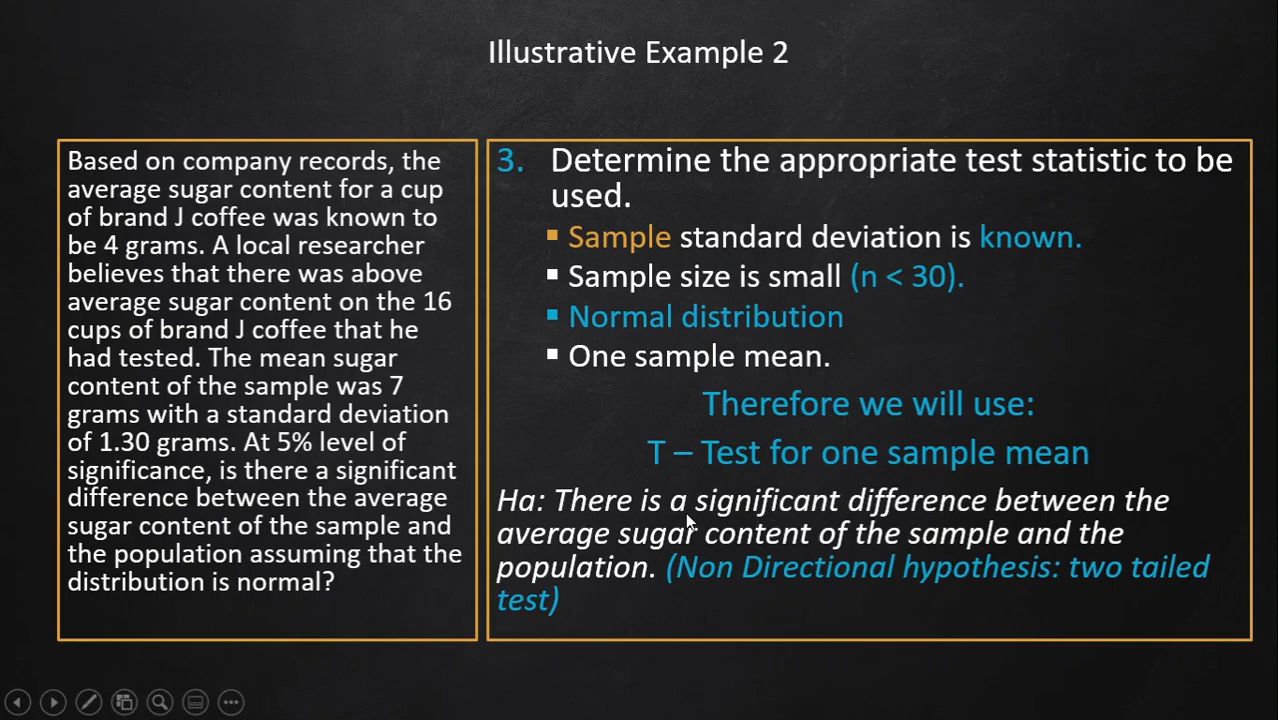 Illustrative Example 2
Based on company records, the
average sugar content for a cup
of brand J coffee was known to
be 4 grams. A local researcher
believes that there was above
average sugar content on the 16
cups of brand J coffee that he
had tested. The mean sugar
content of the sample was 7
grams with a standard deviation
of 1.30 grams. At 5% level of
significance, is there a significant
difference between the average
sugar content of the sample and
the population assuming that the
distribution is normal?
3. Determine the appropriate test statistic to be
used.
▪ Sample standard deviation is known.
▪ Sample size is small (n < 30).
▪ Normal distribution
▪ One sample mean.
Therefore we will use:
T – Test for one sample mean
Ha: There is a significant difference between the
average sugar content of the sample and the
population. (Non Directional hypothesis: two tailed
test)